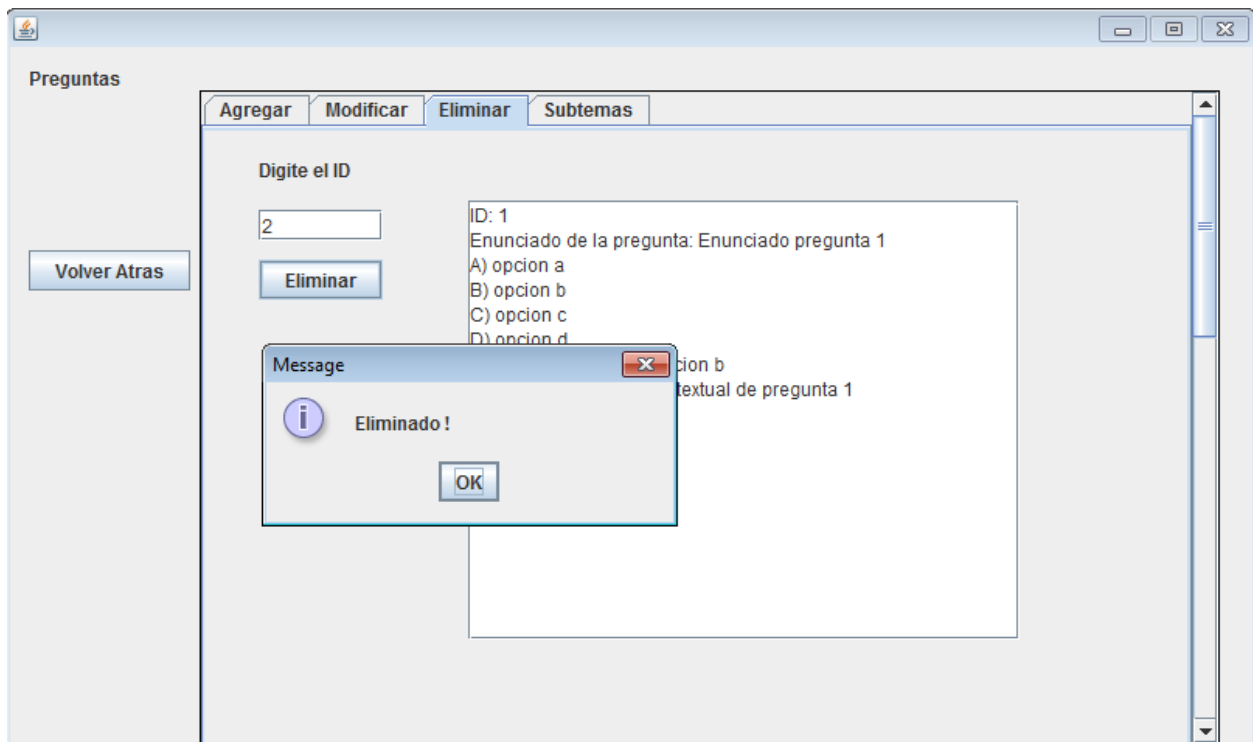 Preguntas
Agregar Modificar Eliminar Subtemas
Digite el ID
2
Eliminar
Volver Atras
ID: 1
Enunciado de la pregunta: Enunciado pregunta 1
A) opcion a
B) opcion b
C) opcion c
D) opcion d
cion b
textual de pregunta 1
Message
Eliminado !
OK